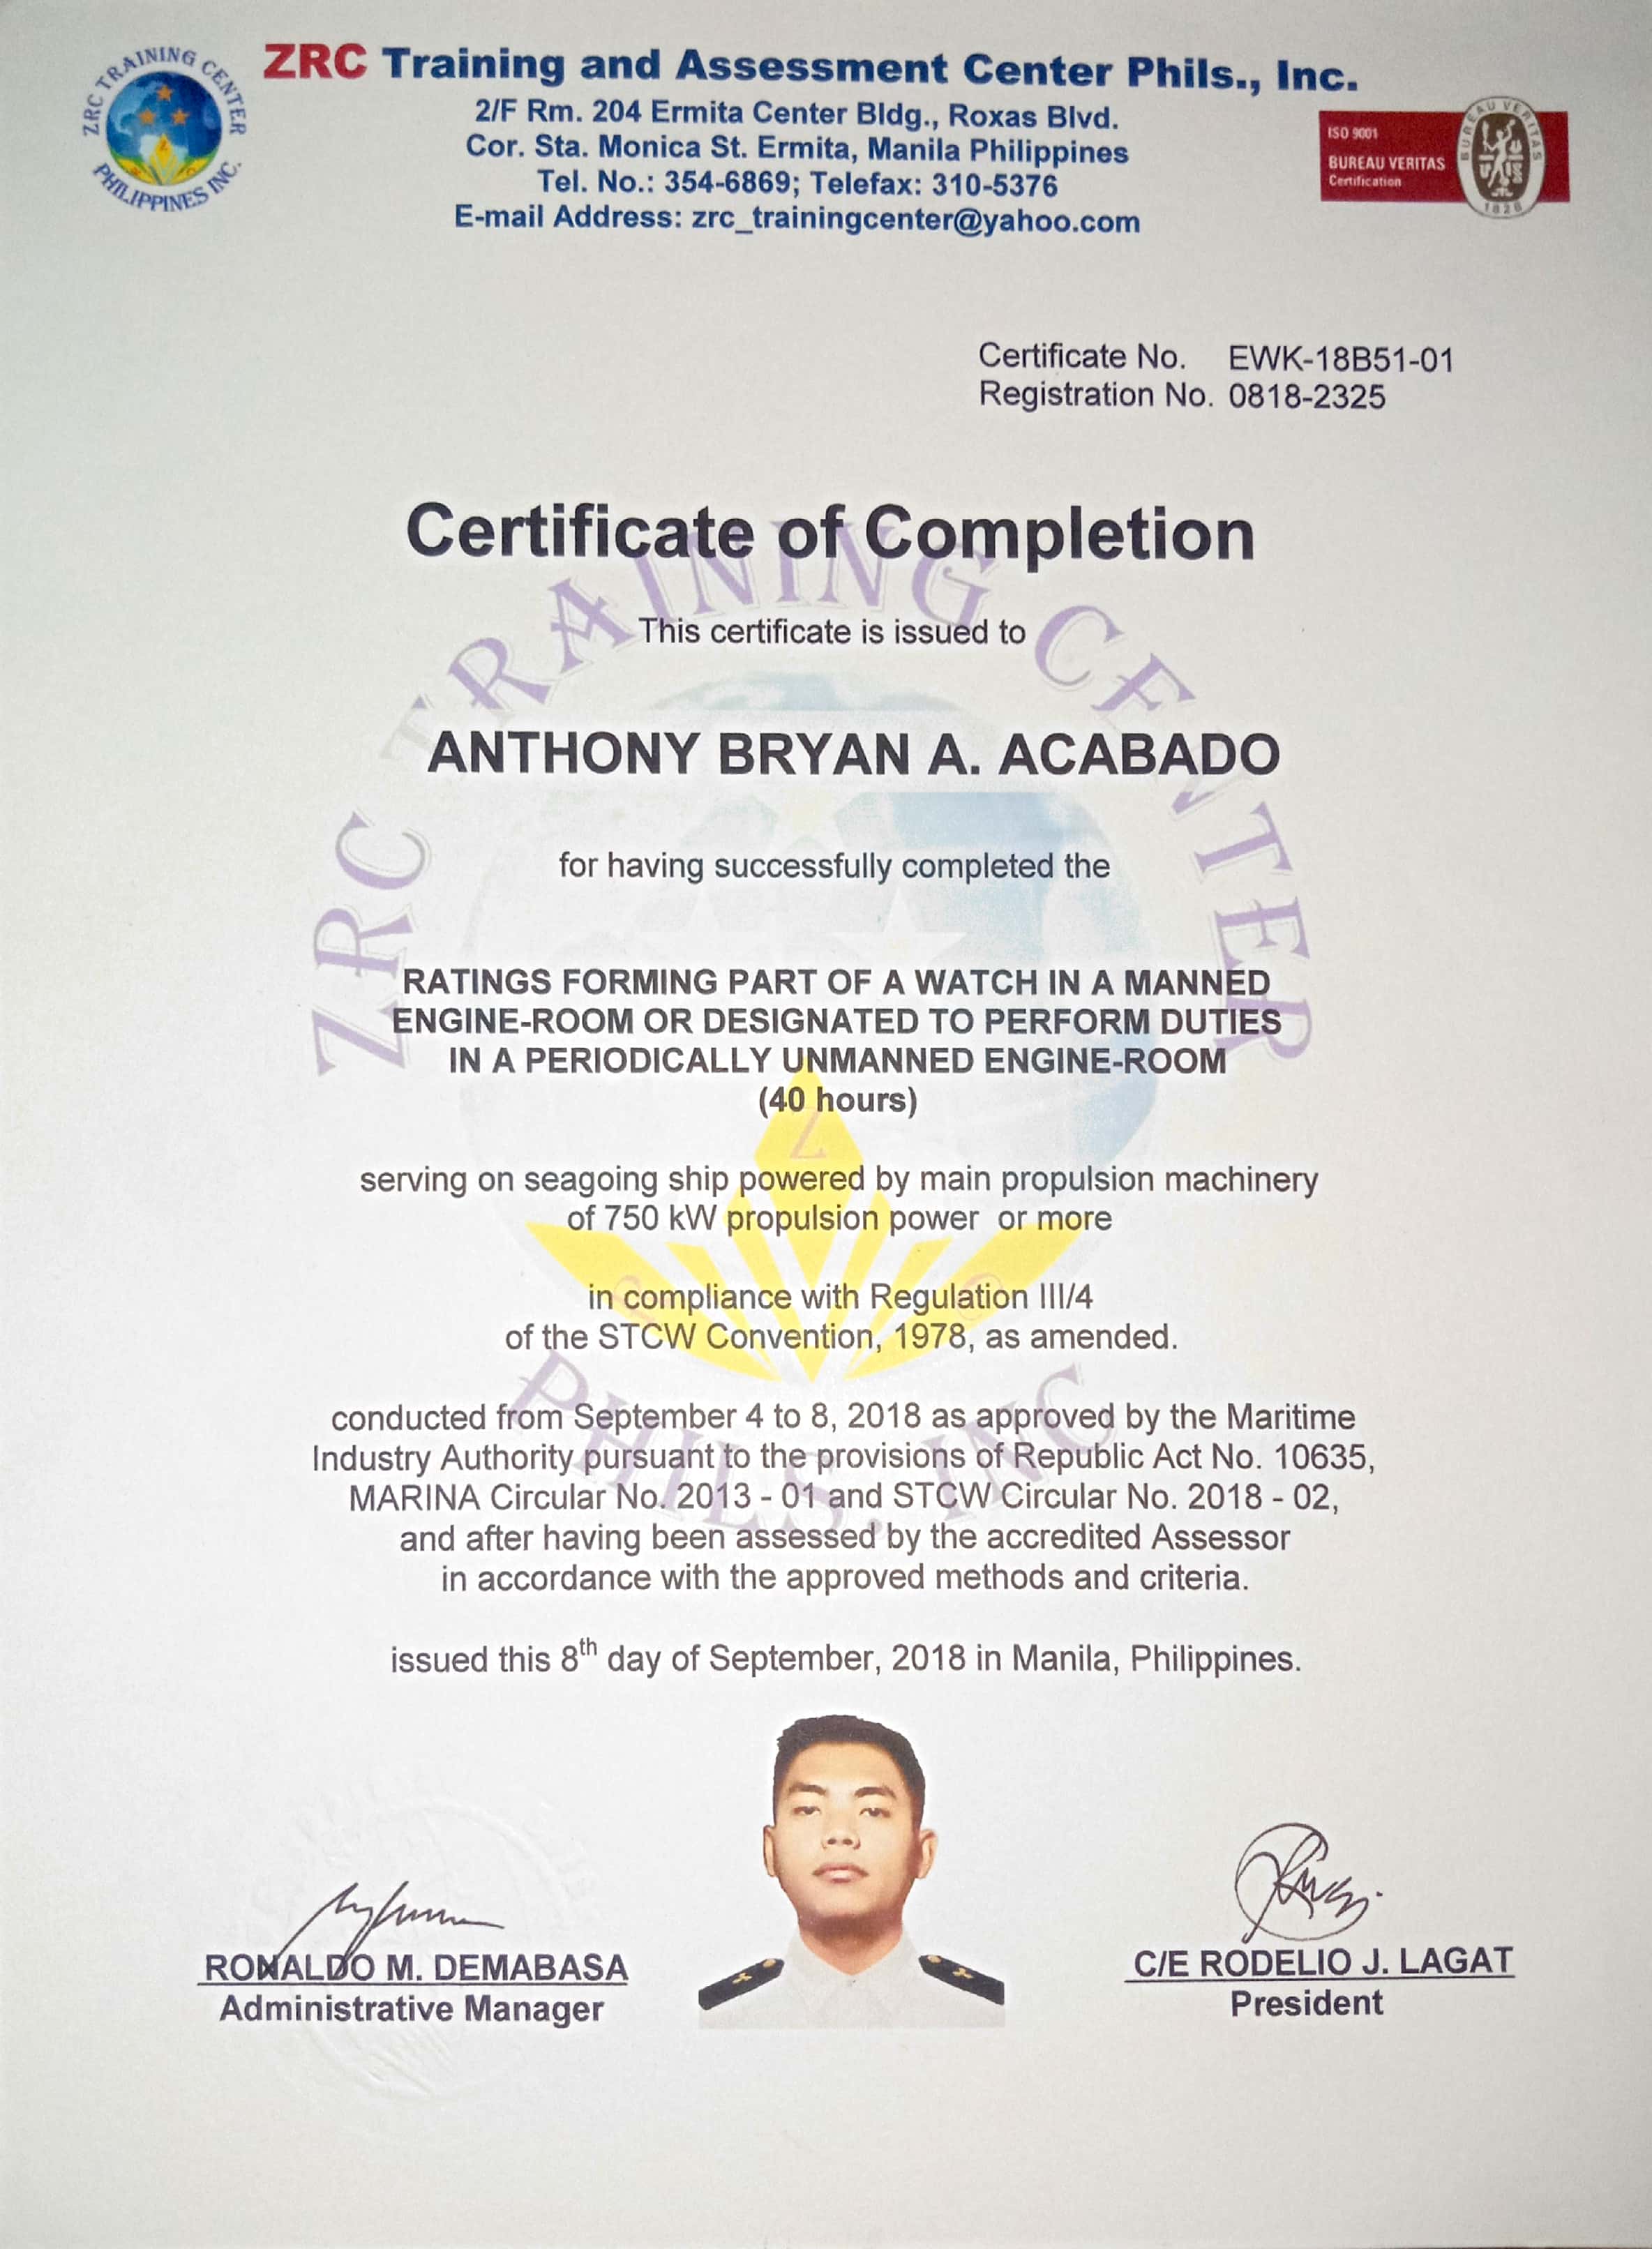 ZRC TRAINING CENTER
PHILIPPINES INC.
ZRC Training and Assessment Center Phils., Inc.
2/F Rm. 204 Ermita Center Bldg., Roxas Blvd.
Cor. Sta. Monica St. Ermita, Manila Philippines
Tel. No.: 354-6869; Telefax: 310-5376
E-mail Address: zrc_trainingcenter@yahoo.com
ISO 9001
BUREAU VERITAS
Certification
BUREAU VERITAS
1828
Certificate No. EWK-18B51-01
Registration No. 0818-2325
Certificate of Completion
This certificate is issued to
ANTHONY BRYAN A. ACABADO
for having successfully completed the
RATINGS FORMING PART OF A WATCH IN A MANNED
ENGINE-ROOM OR DESIGNATED TO PERFORM DUTIES
IN A PERIODICALLY UNMANNED ENGINE-ROOM
(40 hours)
serving on seagoing ship powered by main propulsion machinery
of 750 kW propulsion power or more
in compliance with Regulation III/4
of the STCW Convention, 1978, as amended.
conducted from September 4 to 8, 2018 as approved by the Maritime
Industry Authority pursuant to the provisions of Republic Act No. 10635,
MARINA Circular No. 2013 - 01 and STCW Circular No. 2018 - 02,
and after having been assessed by the accredited Assessor
in accordance with the approved methods and criteria.
issued this 8th day of September, 2018 in Manila, Philippines.
ZRC TRAINING CENTER
PHILS. INC
RONALDO M. DEMABASA
Administrative Manager
C/E RODELIO J. LAGAT
President